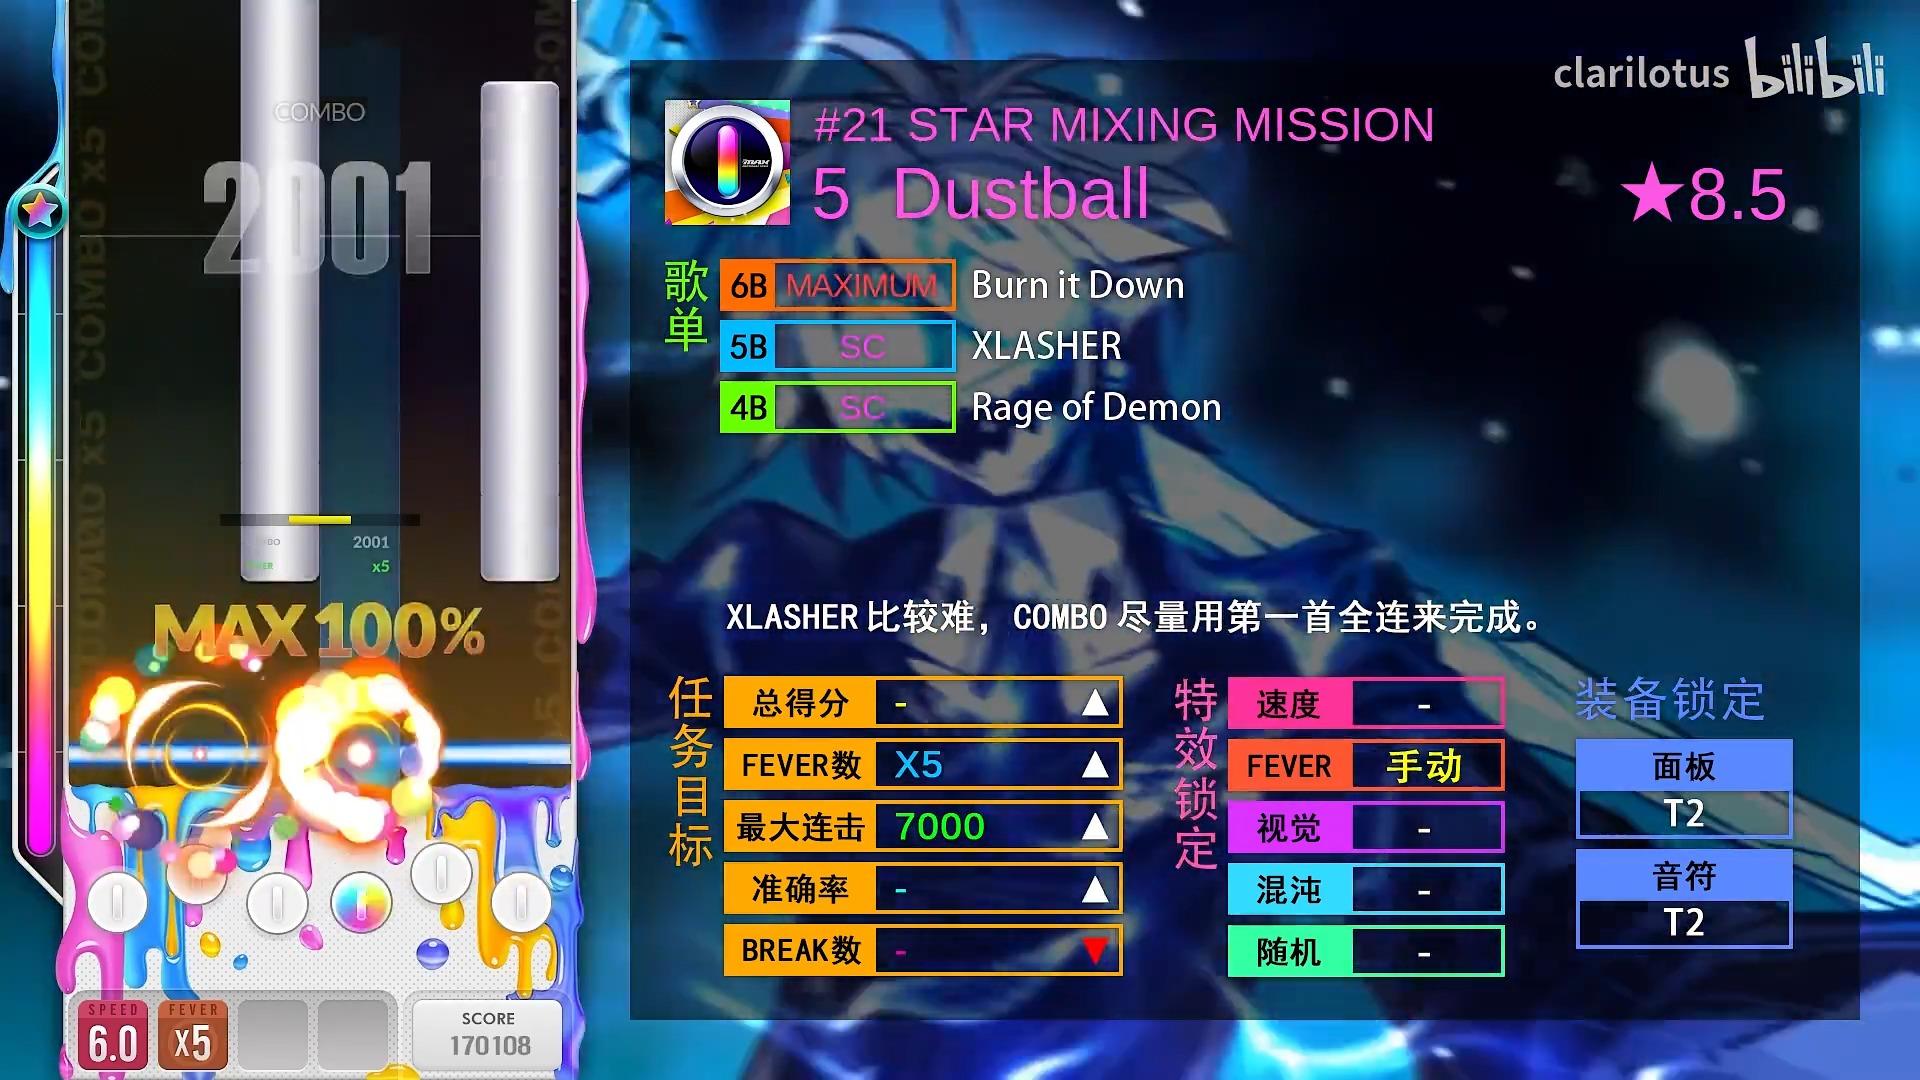 COMBO
2001
COMBO
2001
x5
MAX 100%
SPEED
6.0
FEVER
x5
SCORE
170108
clarilotus bilibili
#21 STAR MIXING MISSION
5 Dustball
★8.5
歌单
6B MAXIMUM Burn it Down
5B SC XLASHER
4B SC Rage of Demon
XLASHER 比较难，COMBO 尽量用第一首全连来完成。
任务目标
总得分 - ▲
FEVER数 X5 ▲
最大连击 7000 ▲
准确率 - ▲
BREAK数 - ▼
特效锁定
速度 -
FEVER 手动
视觉 -
混沌 -
随机 -
装备锁定
面板
T2
音符
T2